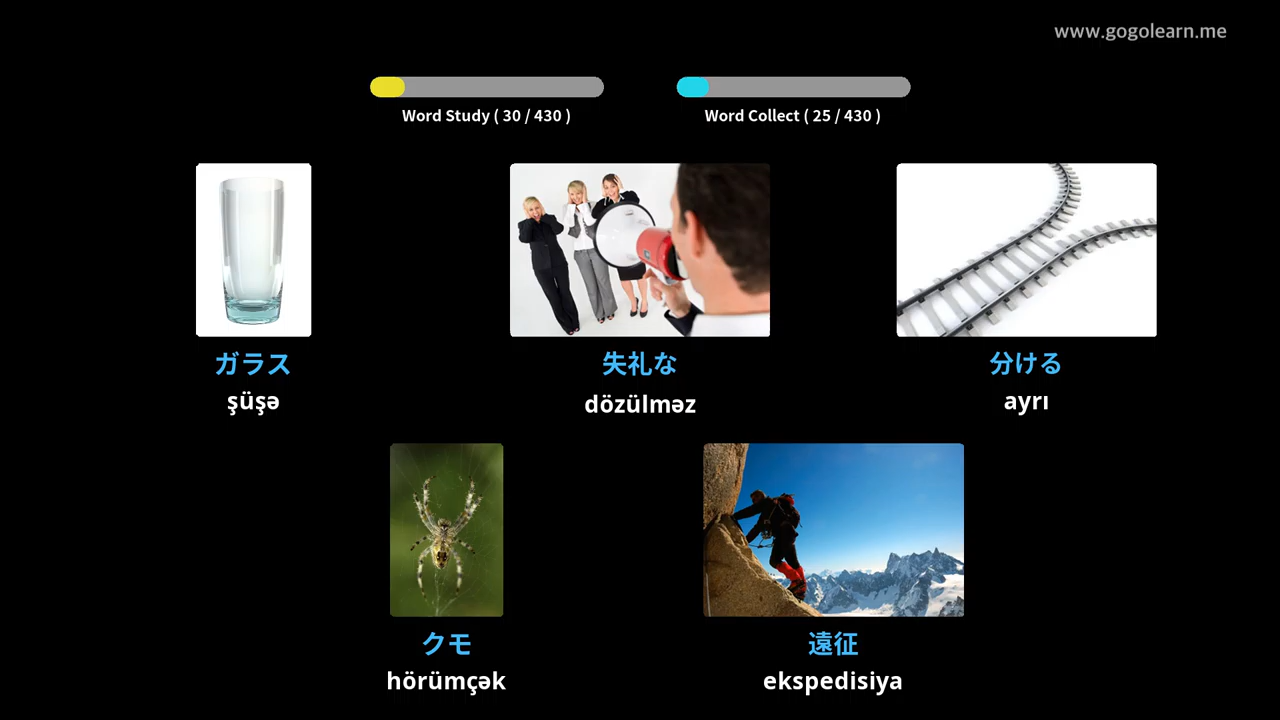 www.gogolearn.me
Word Study ( 30 / 430 )
Word Collect ( 25 / 430 )
ガラス
şüşə
失礼な
dözülməz
分ける
ayrı
クモ
hörümçək
遠征
ekspedisiya